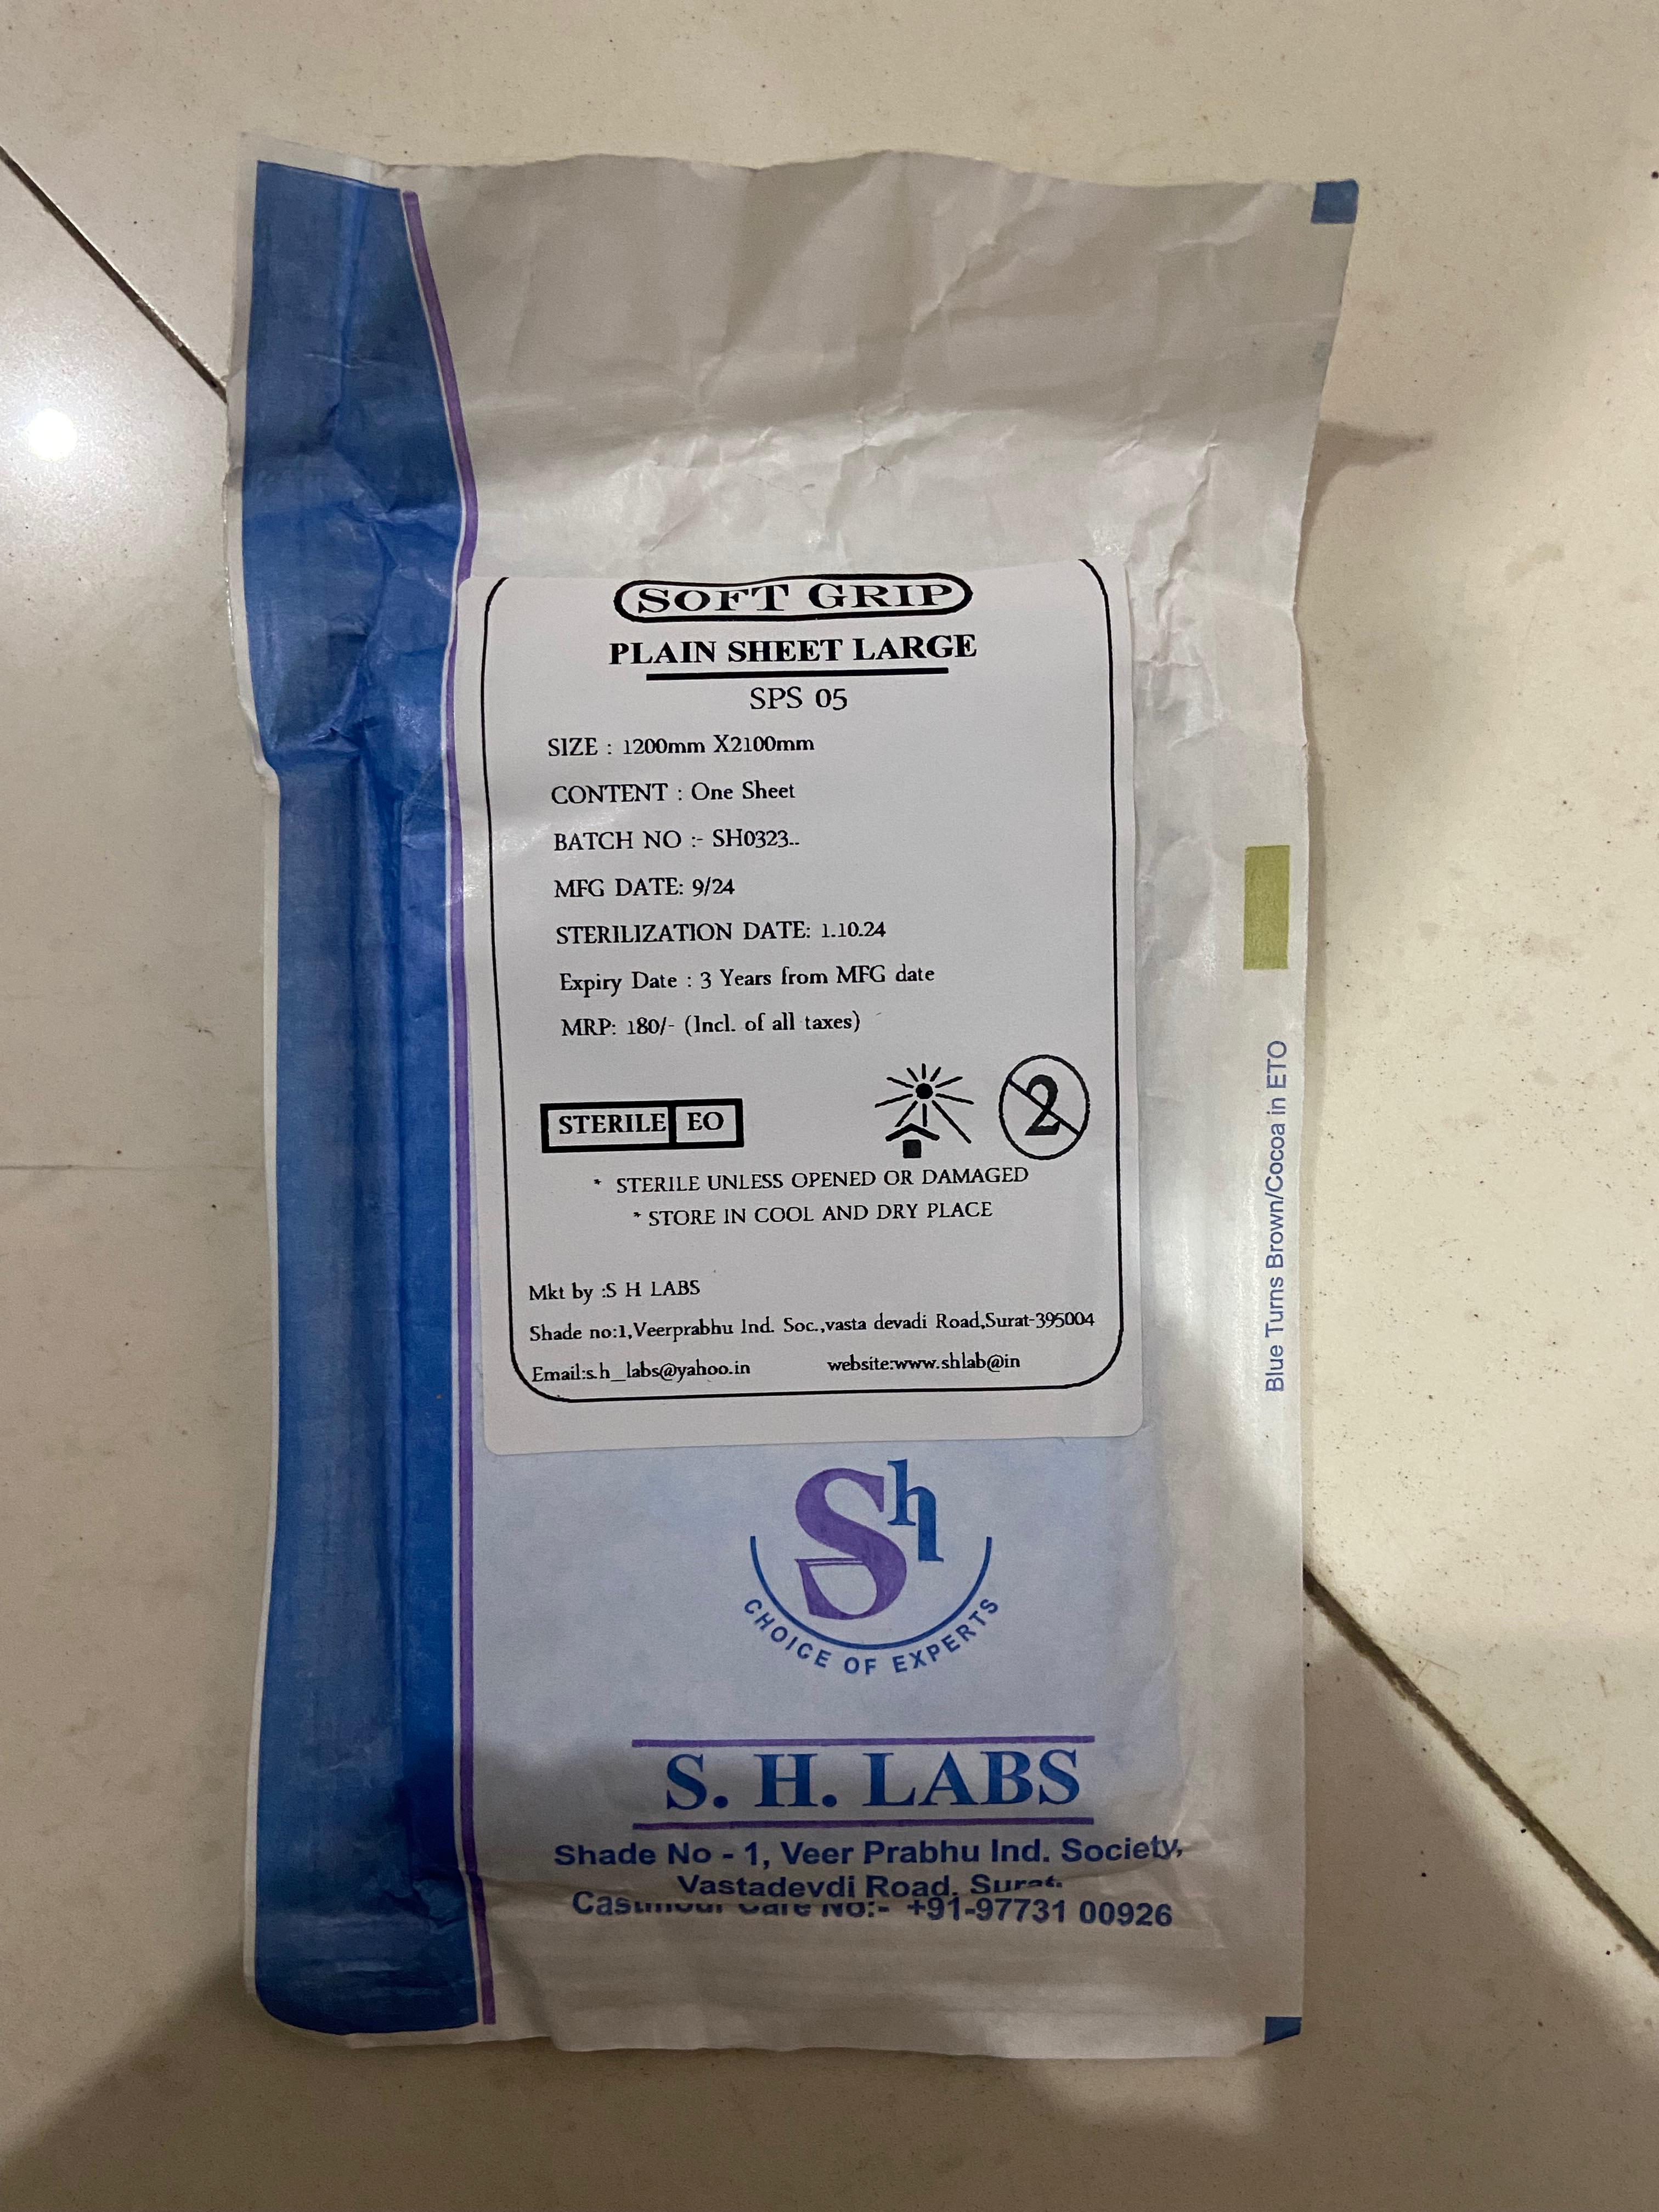 SOFT GRIP
PLAIN SHEET LARGE
SPS 05
SIZE : 1200mm X2100mm
CONTENT : One Sheet
BATCH NO :- SH0323..
MFG DATE: 9/24
STERILIZATION DATE: 1.10.24
Expiry Date : 3 Years from MFG date
MRP: 180/- (Incl. of all taxes)
STERILE EO
2
* STERILE UNLESS OPENED OR DAMAGED
* STORE IN COOL AND DRY PLACE
Mkt by :S H LABS
Shade no:1,Veerprabhu Ind. Soc.,vasta devadi Road,Surat-395004
Email:s.h_labs@yahoo.in website:www.shlab@in
Blue Turns Brown/Cocoa in ETO
Sh
CHOICE OF EXPERTS
S. H. LABS
Shade No - 1, Veer Prabhu Ind. Society,
Vastadevdi Road, Surat.
Care No:- +91-97731 00926